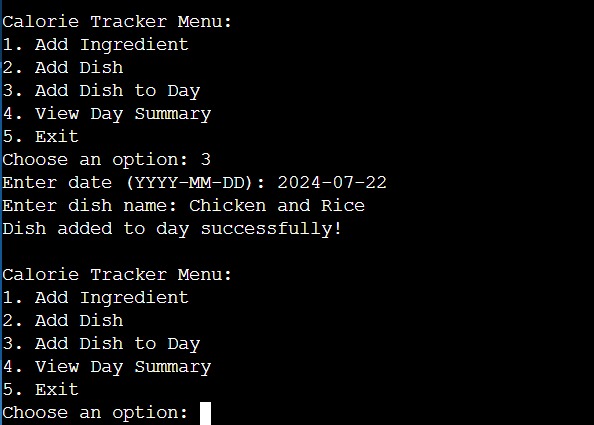 Calorie Tracker Menu:
1. Add Ingredient
2. Add Dish
3. Add Dish to Day
4. View Day Summary
5. Exit
Choose an option: 3
Enter date (YYYY-MM-DD): 2024-07-22
Enter dish name: Chicken and Rice
Dish added to day successfully!

Calorie Tracker Menu:
1. Add Ingredient
2. Add Dish
3. Add Dish to Day
4. View Day Summary
5. Exit
Choose an option: